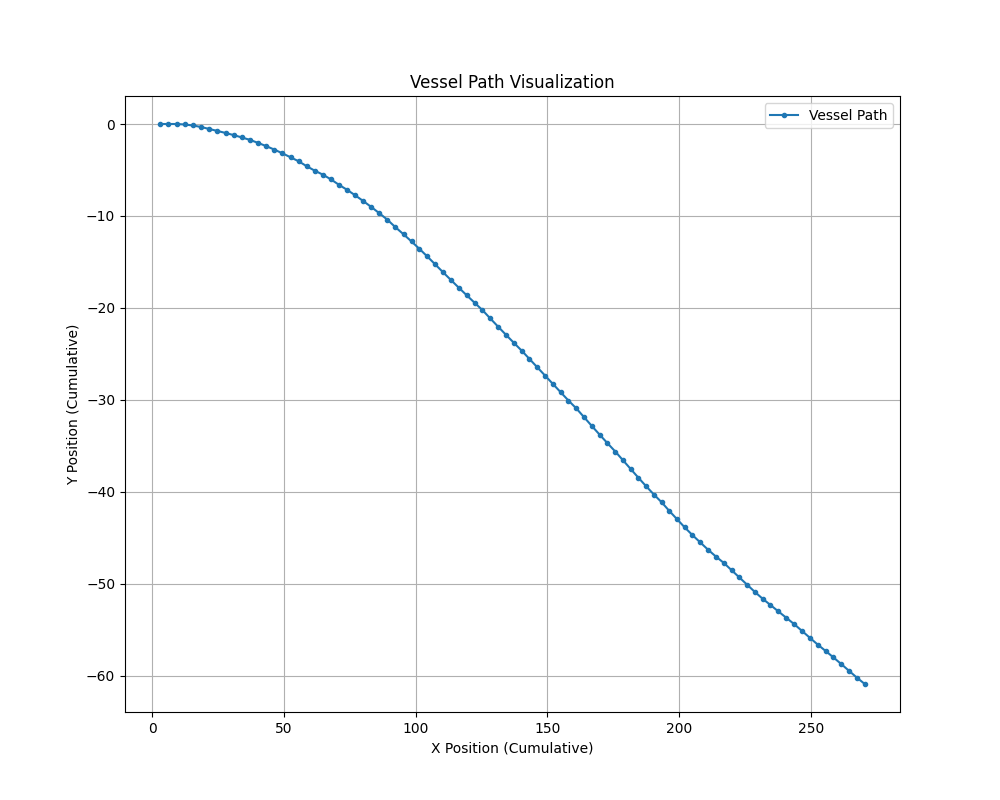 Vessel Path Visualization
Vessel Path
0
−10
−20
−30
−40
−50
−60
Y Position (Cumulative)
0 50 100 150 200 250
X Position (Cumulative)